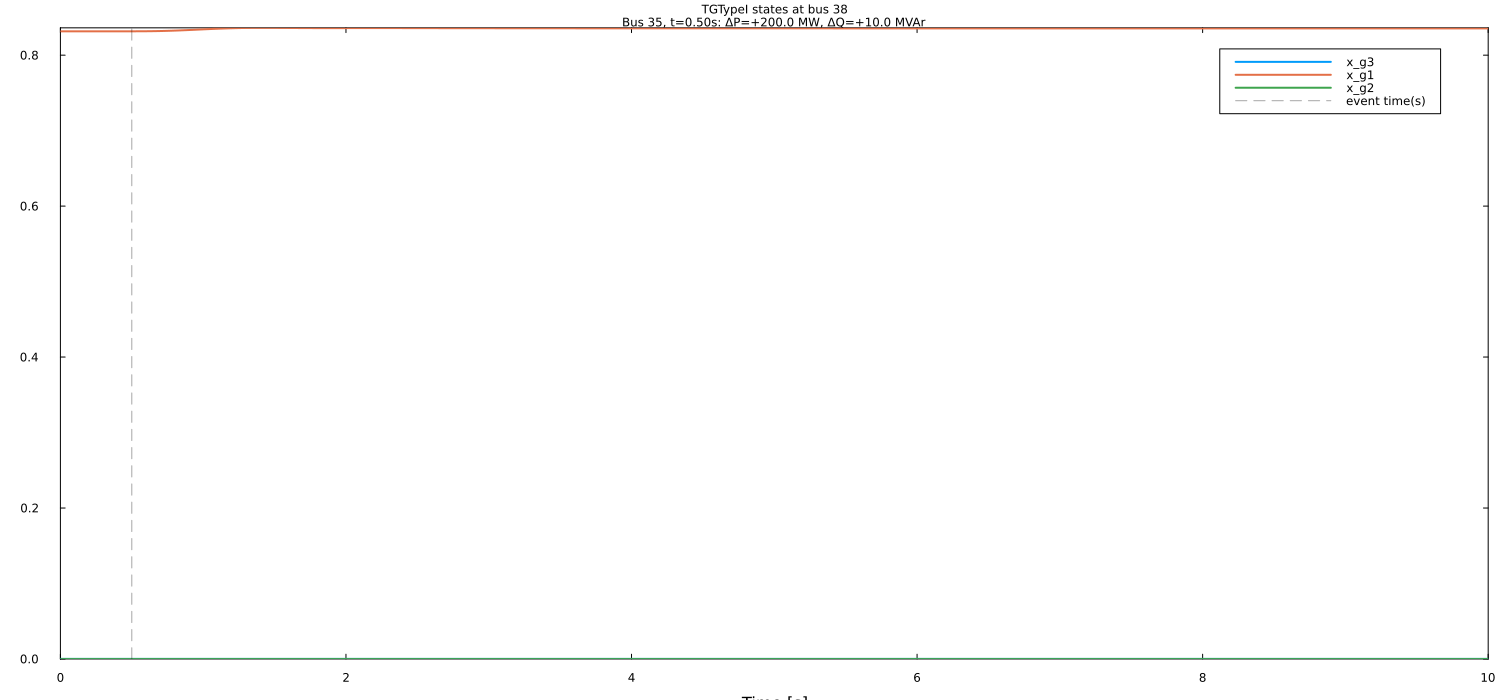 TGTypeI states at bus 38
Bus 35, t=0.50s: ΔP=+200.0 MW, ΔQ=+10.0 MVAr
0.8
x_g3
x_g1
x_g2
event time(s)
0.6
0.4
0.2
0.0
0 2 4 6 8 10
Time [s]